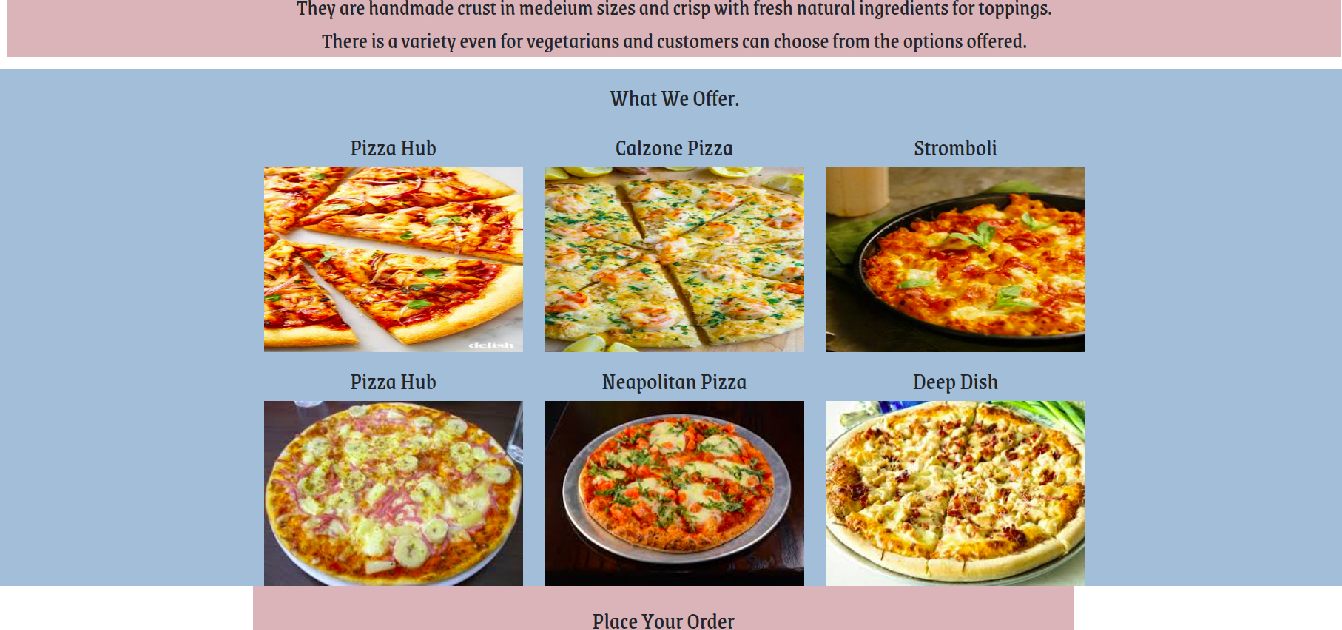 They are handmade crust in medeium sizes and crisp with fresh natural ingredients for toppings.
There is a variety even for vegetarians and customers can choose from the options offered.
What We Offer.
Pizza Hub
Calzone Pizza
Stromboli
delish
Pizza Hub
Neapolitan Pizza
Deep Dish
Place Your Order